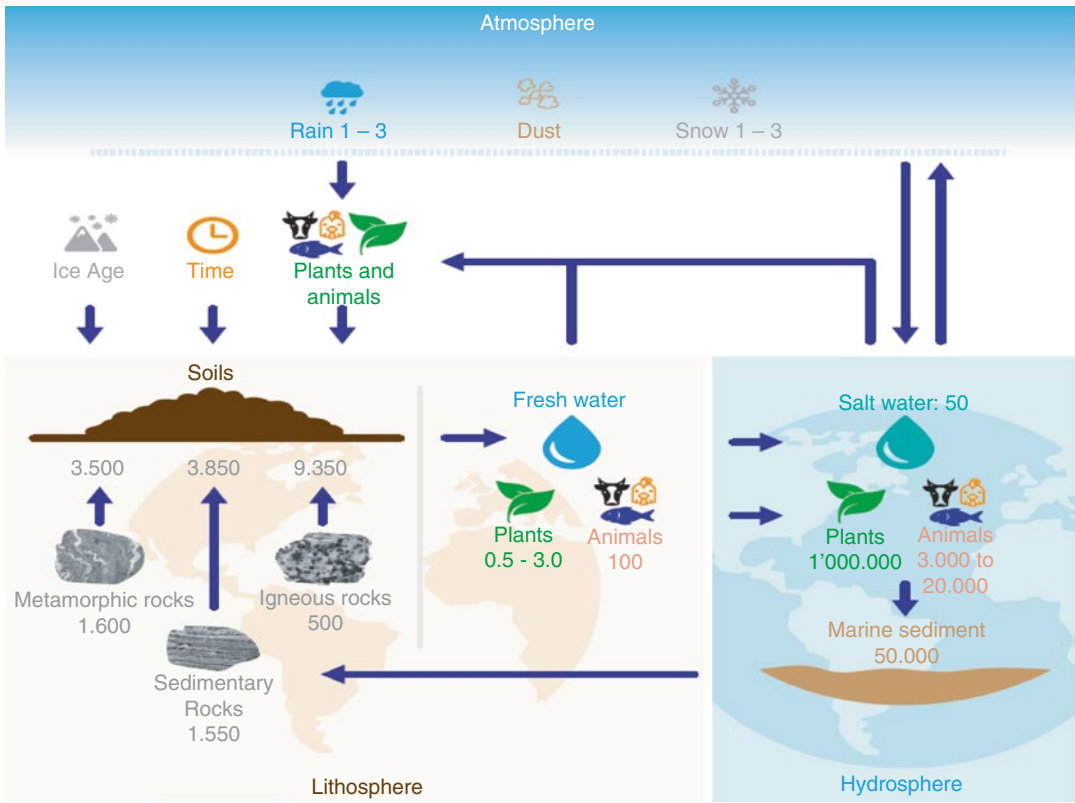 Atmosphere
Rain 1 – 3
Dust
Snow 1 – 3
Ice Age
Time
Plants and
animals
Soils
3.500
3.850
9.350
Metamorphic rocks
1.600
Igneous rocks
500
Sedimentary
Rocks
1.550
Fresh water
Plants
0.5 - 3.0
Animals
100
Lithosphere
Salt water: 50
Plants
1'000.000
Animals
3.000 to
20.000
Marine sediment
50.000
Hydrosphere